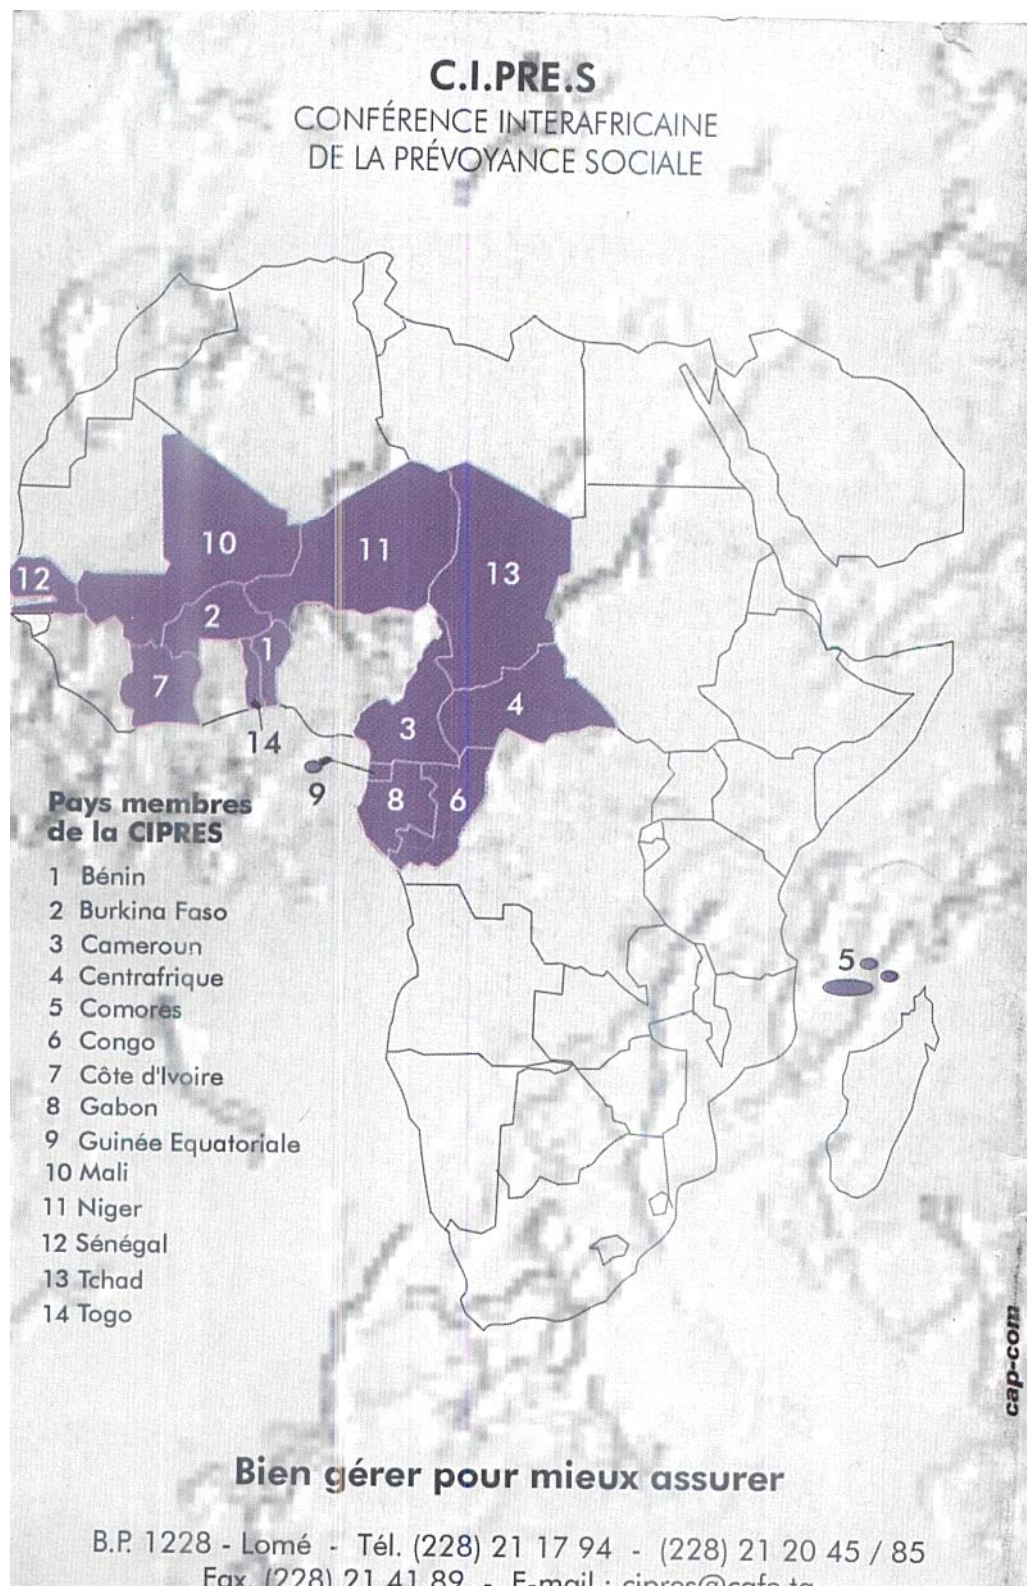 C.I.PRE.S
CONFÉRENCE INTERAFRICAINE
DE LA PRÉVOYANCE SOCIALE
10
11
12
13
2
1
7
4
3
14
9
8
6
Pays membres
de la CIPRES
1 Bénin
2 Burkina Faso
3 Cameroun
4 Centrafrique
5 Comores
6 Congo
7 Côte d'Ivoire
8 Gabon
9 Guinée Equatoriale
10 Mali
11 Niger
12 Sénégal
13 Tchad
14 Togo
5
cap-com
Bien gérer pour mieux assurer
B.P. 1228 - Lomé - Tél. (228) 21 17 94 - (228) 21 20 45 / 85
Fax. (228) 21 41 89 - E-mail : cipres@cafe.tg